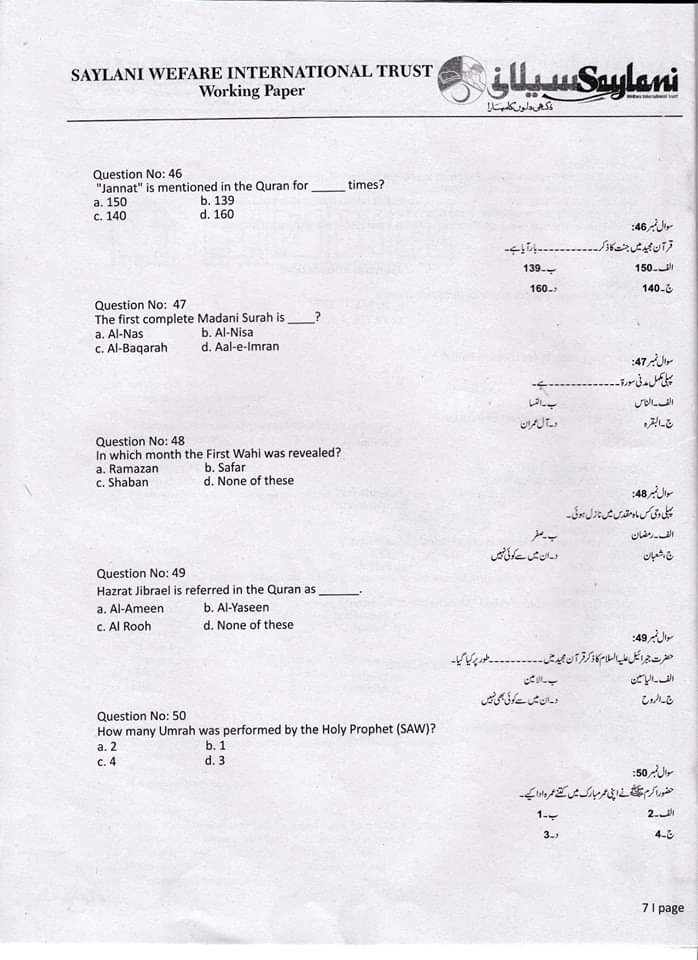 SAYLANI WEFARE INTERNATIONAL TRUST
Working Paper
سیلانی Saylani
Welfare International Trust
Question No: 46
"Jannat" is mentioned in the Quran for _____ times?
a. 150 b. 139
c. 140 d. 160
سوال نمبر 46:
قرآن مجید میں جنت کا ذکر ---------- بار آیا ہے۔
الف۔150 ب۔139
ج۔140 د۔160
Question No: 47
The first complete Madani Surah is ____?
a. Al-Nas b. Al-Nisa
c. Al-Baqarah d. Aal-e-Imran
سوال نمبر 47:
پہلی مکمل مدنی سورۃ -------------- ہے۔
الف۔الناس ب۔النسا
ج۔البقرہ د۔آل عمران
Question No: 48
In which month the First Wahi was revealed?
a. Ramazan b. Safar
c. Shaban d. None of these
سوال نمبر 48:
پہلی وحی کس ماہ مقدس میں نازل ہوئی۔
الف۔رمضان ب۔صفر
ج،شعبان د۔ان میں سے کوئی نہیں
Question No: 49
Hazrat Jibrael is referred in the Quran as ______.
a. Al-Ameen b. Al-Yaseen
c. Al Rooh d. None of these
سوال نمبر 49:
حضرت جبرائیل علیہ السلام کا ذکر قرآن مجید میں ---------- طور پر کیا گیا۔
الف۔الیاسین ب۔الامین
ج۔الروح د۔ان میں سے کوئی بھی نہیں
Question No: 50
How many Umrah was performed by the Holy Prophet (SAW)?
a. 2 b. 1
c. 4 d. 3
سوال نمبر 50:
حضور اکرم ﷺ نے اپنی عمر مبارک میں کتنے عمرہ ادا کیے۔
الف۔2 ب۔1
ج۔4 د۔3
7 I page